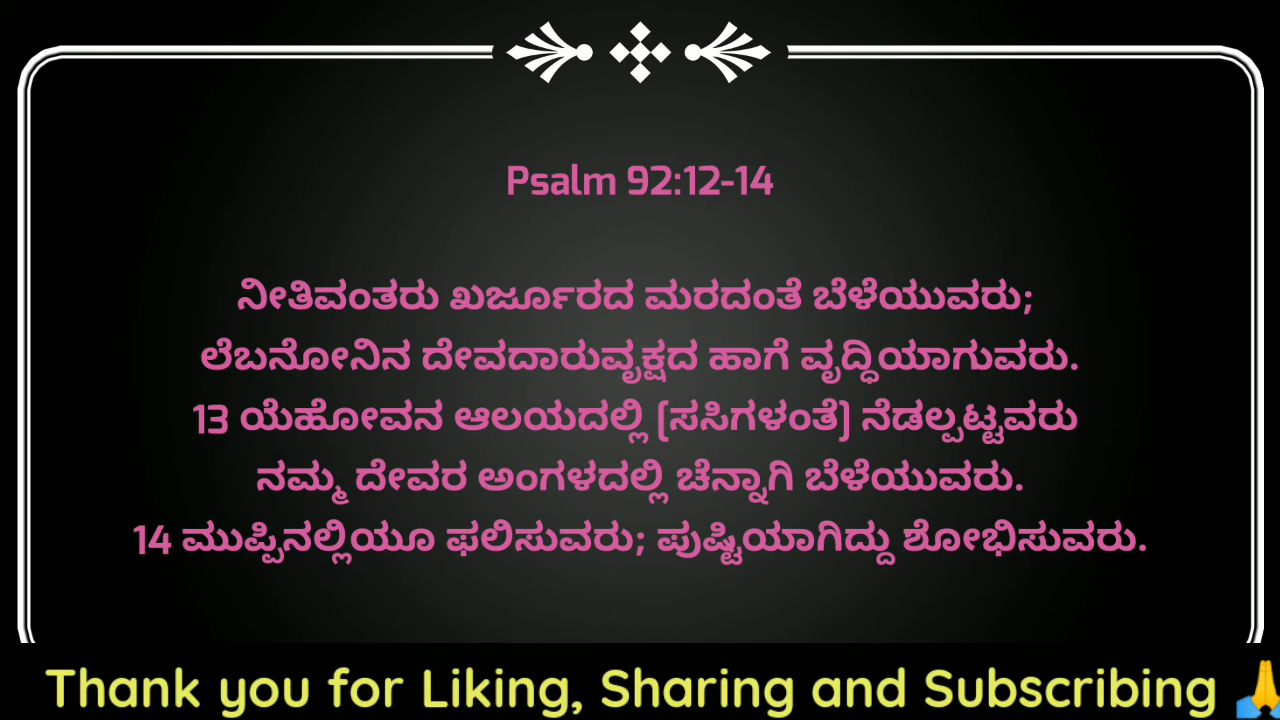 Psalm 92:12-14
ನೀತಿವಂತರು ಖರ್ಜೂರದ ಮರದಂತೆ ಬೆಳೆಯುವರು;
ಲೆಬನೋನಿನ ದೇವದಾರುವೃಕ್ಷದ ಹಾಗೆ ವೃದ್ಧಿಯಾಗುವರು.
13 ಯೆಹೋವನ ಆಲಯದಲ್ಲಿ (ಸಸಿಗಳಂತೆ) ನೆಡಲ್ಪಟ್ಟವರು
ನಮ್ಮ ದೇವರ ಅಂಗಳದಲ್ಲಿ ಚೆನ್ನಾಗಿ ಬೆಳೆಯುವರು.
14 ಮುಪ್ಪಿನಲ್ಲಿಯೂ ಫಲಿಸುವರು; ಪುಷ್ಟಿಯಾಗಿದ್ದು ಶೋಭಿಸುವರು.
Thank you for Liking, Sharing and Subscribing 🙏